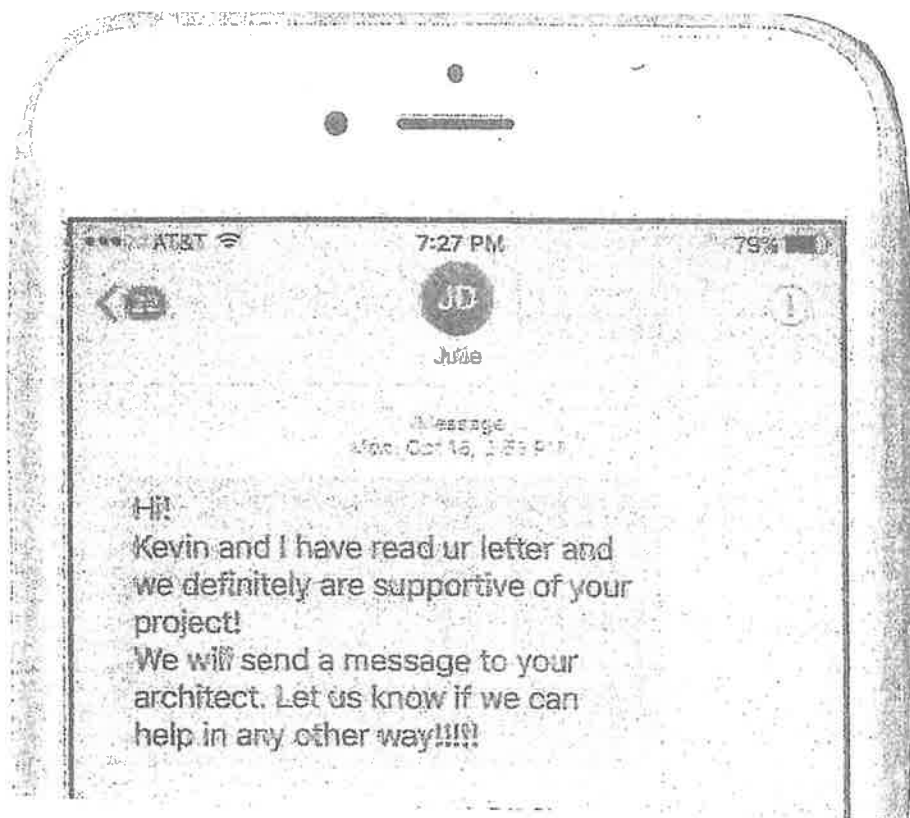 AT&T
7:27 PM
79%
JD
Julie
Hi!
Kevin and I have read ur letter and
we definitely are supportive of your
project!
We will send a message to your
architect. Let us know if we can
help in any other way!!!!!